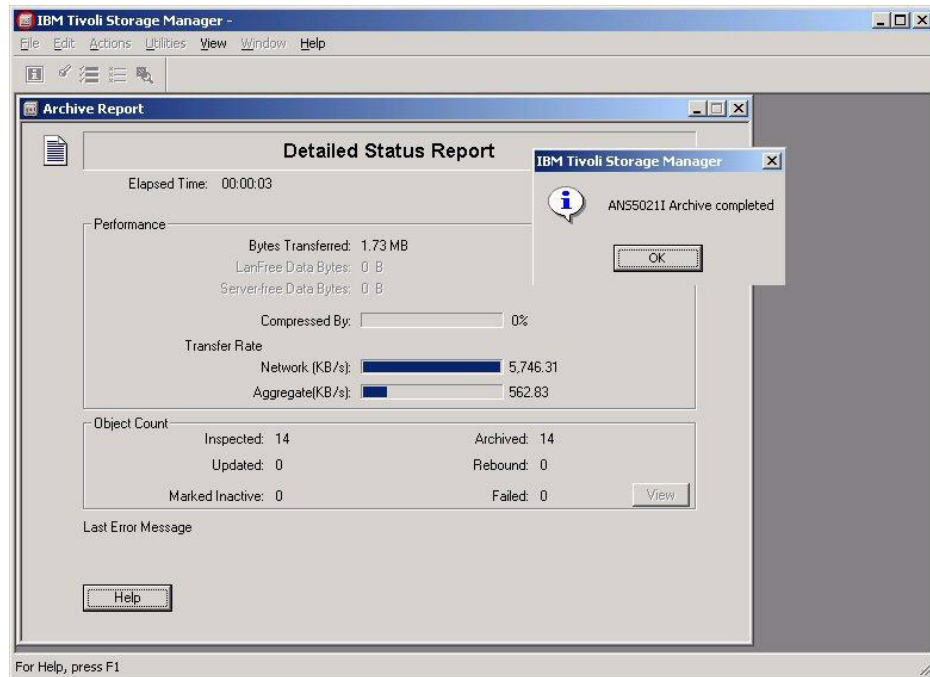 IBM Tivoli Storage Manager -
File Edit Actions Utilities View Window Help
Archive Report
Detailed Status Report
Elapsed Time: 00:00:03
IBM Tivoli Storage Manager
ANS5021I Archive completed
OK
Performance
Bytes Transferred: 1.73 MB
LanFree Data Bytes: 0 B
Server-free Data Bytes: 0 B
Compressed By: 0%
Transfer Rate
Network (KB/s): 5,746.31
Aggregate(KB/s): 562.83
Object Count
Inspected: 14 Archived: 14
Updated: 0 Rebound: 0
Marked Inactive: 0 Failed: 0 View
Last Error Message
Help
For Help, press F1